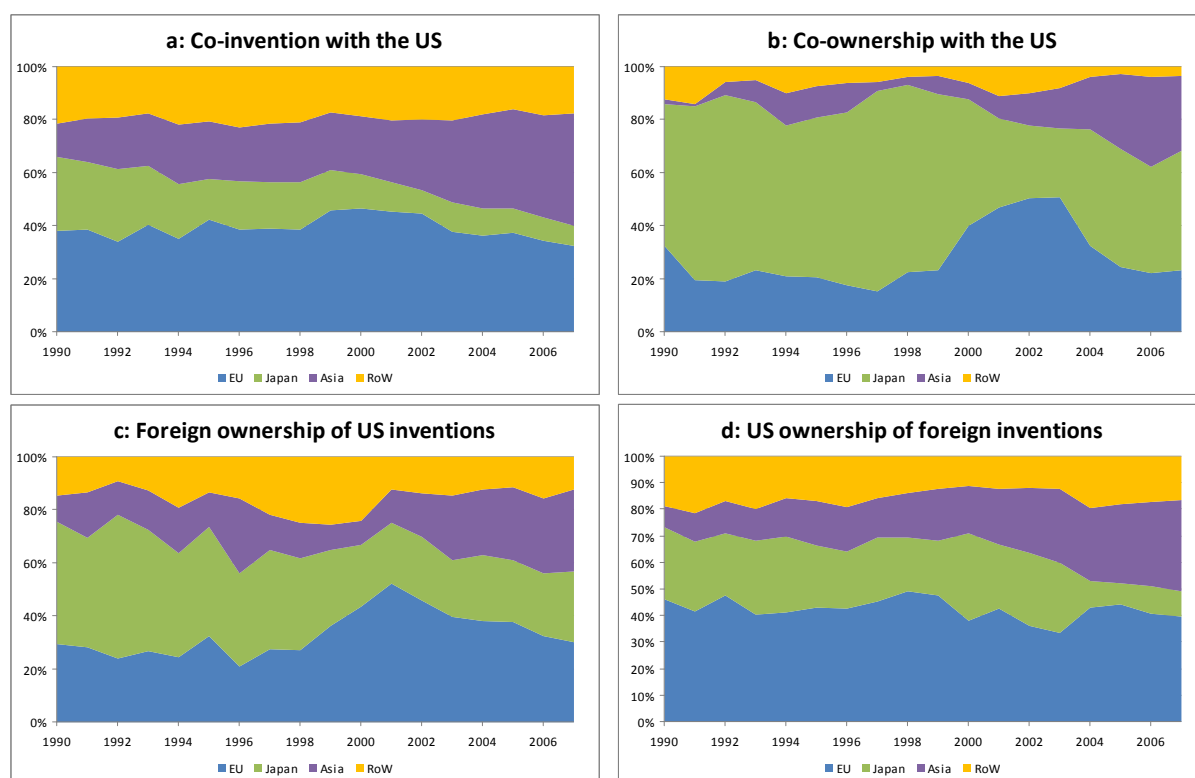 a: Co-invention with the US
100%
80%
60%
40%
20%
0%
1990 1992 1994 1996 1998 2000 2002 2004 2006
EU Japan Asia RoW
b: Co-ownership with the US
100%
80%
60%
40%
20%
0%
1990 1992 1994 1996 1998 2000 2002 2004 2006
EU Japan Asia RoW
c: Foreign ownership of US inventions
100%
80%
60%
40%
20%
0%
1990 1992 1994 1996 1998 2000 2002 2004 2006
EU Japan Asia RoW
d: US ownership of foreign inventions
100%
90%
80%
70%
60%
50%
40%
30%
20%
10%
0%
1990 1992 1994 1996 1998 2000 2002 2004 2006
EU Japan Asia RoW